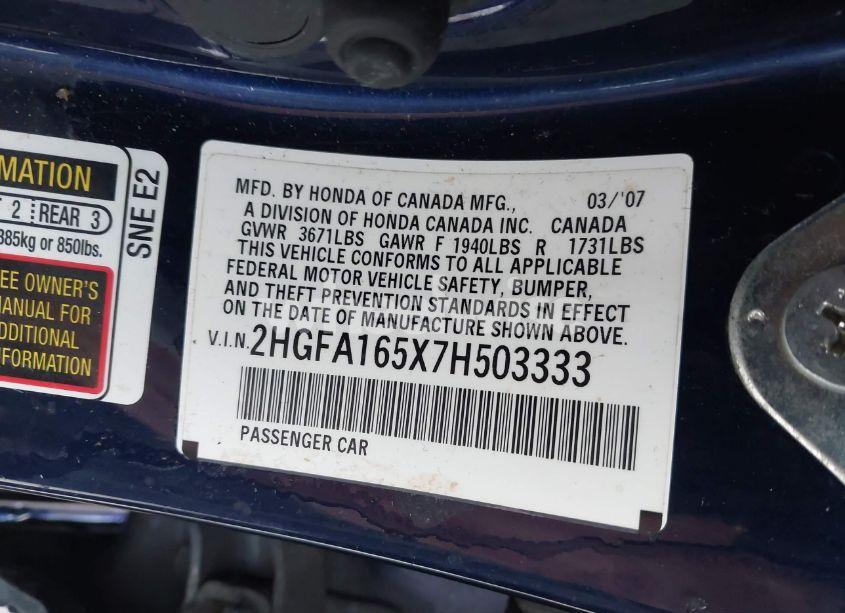 RMATION
T 2 REAR 3
385kg or 850lbs.
EE OWNER'S
MANUAL FOR
ADDITIONAL
INFORMATION
SNE E2
MFD. BY HONDA OF CANADA MFG., 03/'07
A DIVISION OF HONDA CANADA INC. CANADA
GVWR 3671LBS GAWR F 1940LBS R 1731LBS
THIS VEHICLE CONFORMS TO ALL APPLICABLE
FEDERAL MOTOR VEHICLE SAFETY, BUMPER,
AND THEFT PREVENTION STANDARDS IN EFFECT
ON THE DATE OF MANUFACTURE SHOWN ABOVE.
V.I.N. 2HGFA165X7H503333
PASSENGER CAR